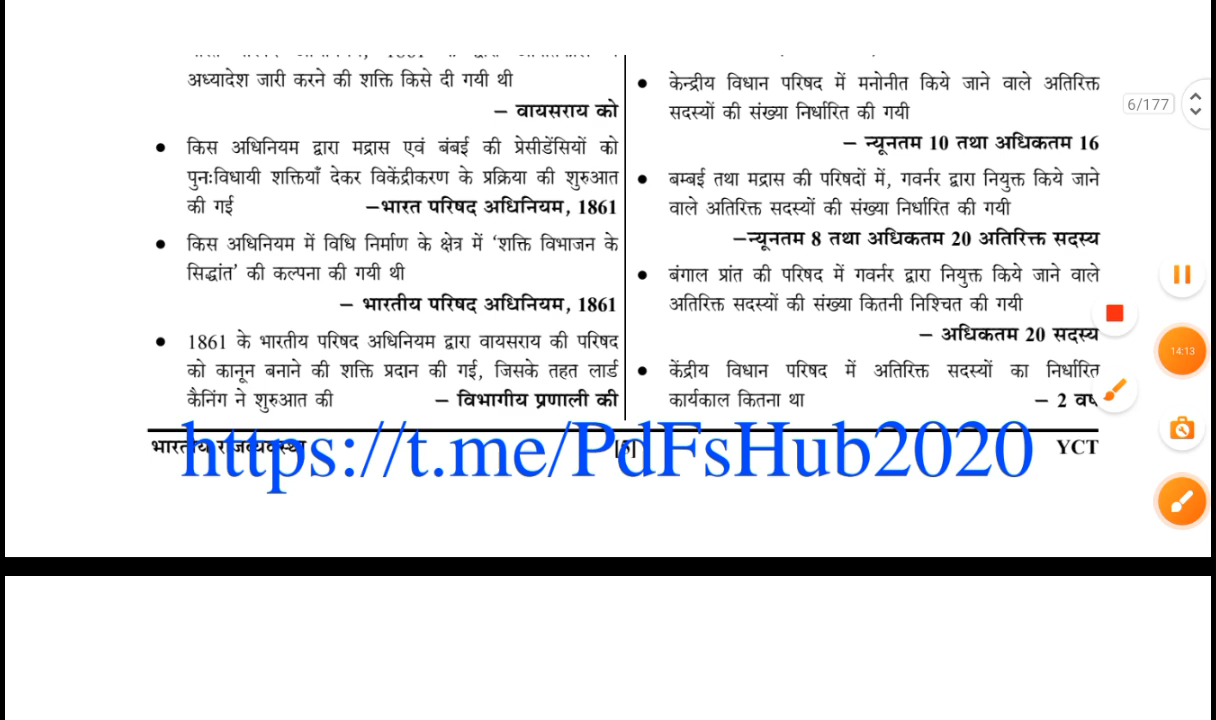 अध्यादेश जारी करने की शक्ति किसे दी गयी थी
– वायसराय को
● किस अधिनियम द्वारा मद्रास एवं बंबई की प्रेसीडेंसियों को
पुनःविधायी शक्तियाँ देकर विकेंद्रीकरण के प्रक्रिया की शुरुआत
की गई –भारत परिषद अधिनियम, 1861
● किस अधिनियम में विधि निर्माण के क्षेत्र में ‘शक्ति विभाजन के
सिद्धांत’ की कल्पना की गयी थी
– भारतीय परिषद अधिनियम, 1861
● 1861 के भारतीय परिषद अधिनियम द्वारा वायसराय की परिषद
को कानून बनाने की शक्ति प्रदान की गई, जिसके तहत लार्ड
कैनिंग ने शुरुआत की – विभागीय प्रणाली की
● केन्द्रीय विधान परिषद में मनोनीत किये जाने वाले अतिरिक्त
सदस्यों की संख्या निर्धारित की गयी
– न्यूनतम 10 तथा अधिकतम 16
● बम्बई तथा मद्रास की परिषदों में, गवर्नर द्वारा नियुक्त किये जाने
वाले अतिरिक्त सदस्यों की संख्या निर्धारित की गयी
–न्यूनतम 8 तथा अधिकतम 20 अतिरिक्त सदस्य
● बंगाल प्रांत की परिषद में गवर्नर द्वारा नियुक्त किये जाने वाले
अतिरिक्त सदस्यों की संख्या कितनी निश्चित की गयी
– अधिकतम 20 सदस्य
● केंद्रीय विधान परिषद में अतिरिक्त सदस्यों का निर्धारित
कार्यकाल कितना था – 2 वर्ष
भारतीय राजव्यवस्था YCT
https://t.me/PdFsHub2020
6/177
14:13